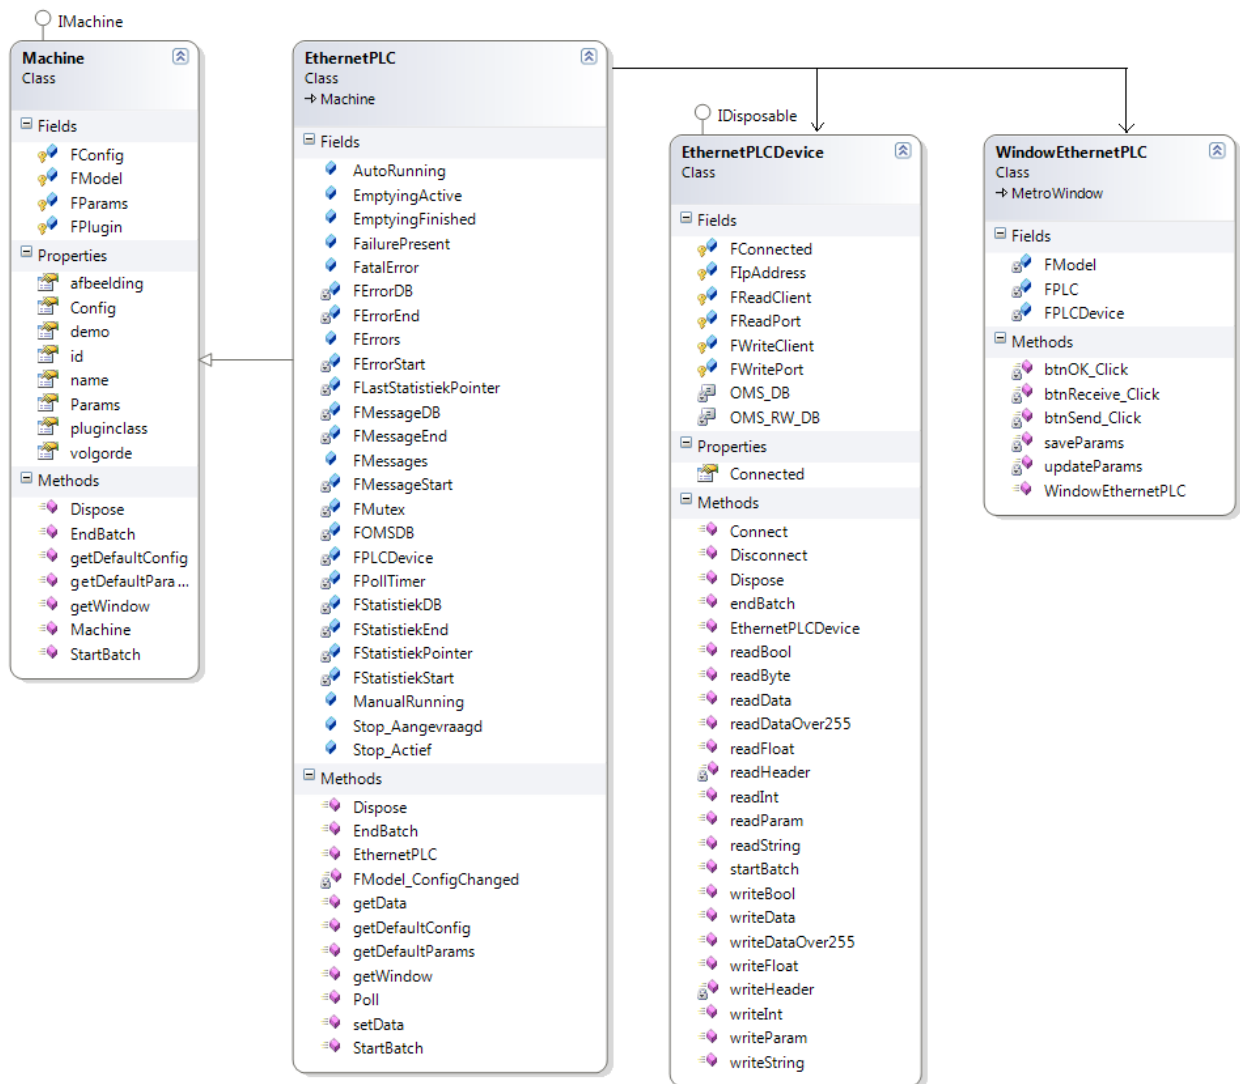 IMachine
Machine
Class
Fields
FConfig
FModel
FParams
FPlugin
Properties
afbeelding
Config
demo
id
name
Params
pluginclass
volgorde
Methods
Dispose
EndBatch
getDefaultConfig
getDefaultPara...
getWindow
Machine
StartBatch
EthernetPLC
Class
Machine
Fields
AutoRunning
EmptyingActive
EmptyingFinished
FailurePresent
FatalError
FErrorDB
FErrorEnd
FErrors
FErrorStart
FLastStatistiekPointer
FMessageDB
FMessageEnd
FMessages
FMessageStart
FMutex
FOMSDB
FPLCDevice
FPollTimer
FStatistiekDB
FStatistiekEnd
FStatistiekPointer
FStatistiekStart
ManualRunning
Stop_Aangevraagd
Stop_Actief
Methods
Dispose
EndBatch
EthernetPLC
FModel_ConfigChanged
getData
getDefaultConfig
getDefaultParams
getWindow
Poll
setData
StartBatch
IDisposable
EthernetPLCDevice
Class
Fields
FConnected
FIpAddress
FReadClient
FReadPort
FWriteClient
FWritePort
OMS_DB
OMS_RW_DB
Properties
Connected
Methods
Connect
Disconnect
Dispose
endBatch
EthernetPLCDevice
readBool
readByte
readData
readDataOver255
readFloat
readHeader
readInt
readParam
readString
startBatch
writeBool
writeData
writeDataOver255
writeFloat
writeHeader
writeInt
writeParam
writeString
WindowEthernetPLC
Class
MetroWindow
Fields
FModel
FPLC
FPLCDevice
Methods
btnOK_Click
btnReceive_Click
btnSend_Click
saveParams
updateParams
WindowEthernetPLC